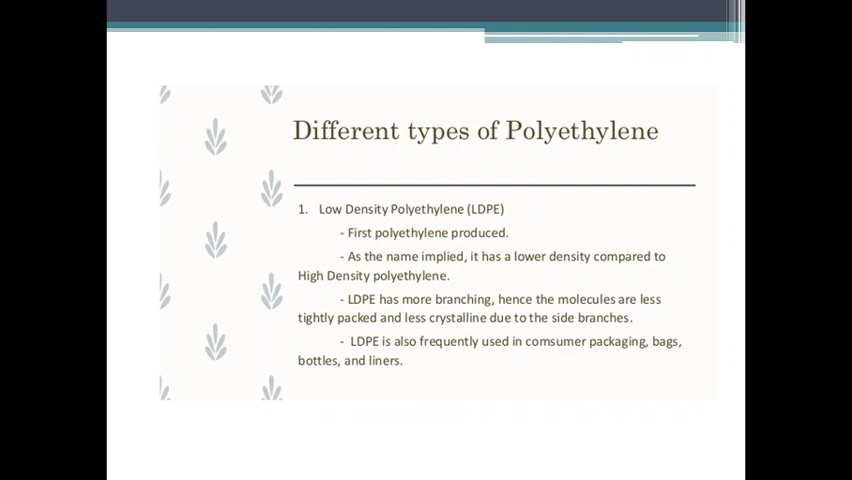 Different types of Polyethylene
1. Low Density Polyethylene (LDPE)
- First polyethylene produced.
- As the name implied, it has a lower density compared to
High Density polyethylene.
- LDPE has more branching, hence the molecules are less
tightly packed and less crystalline due to the side branches.
- LDPE is also frequently used in comsumer packaging, bags,
bottles, and liners.